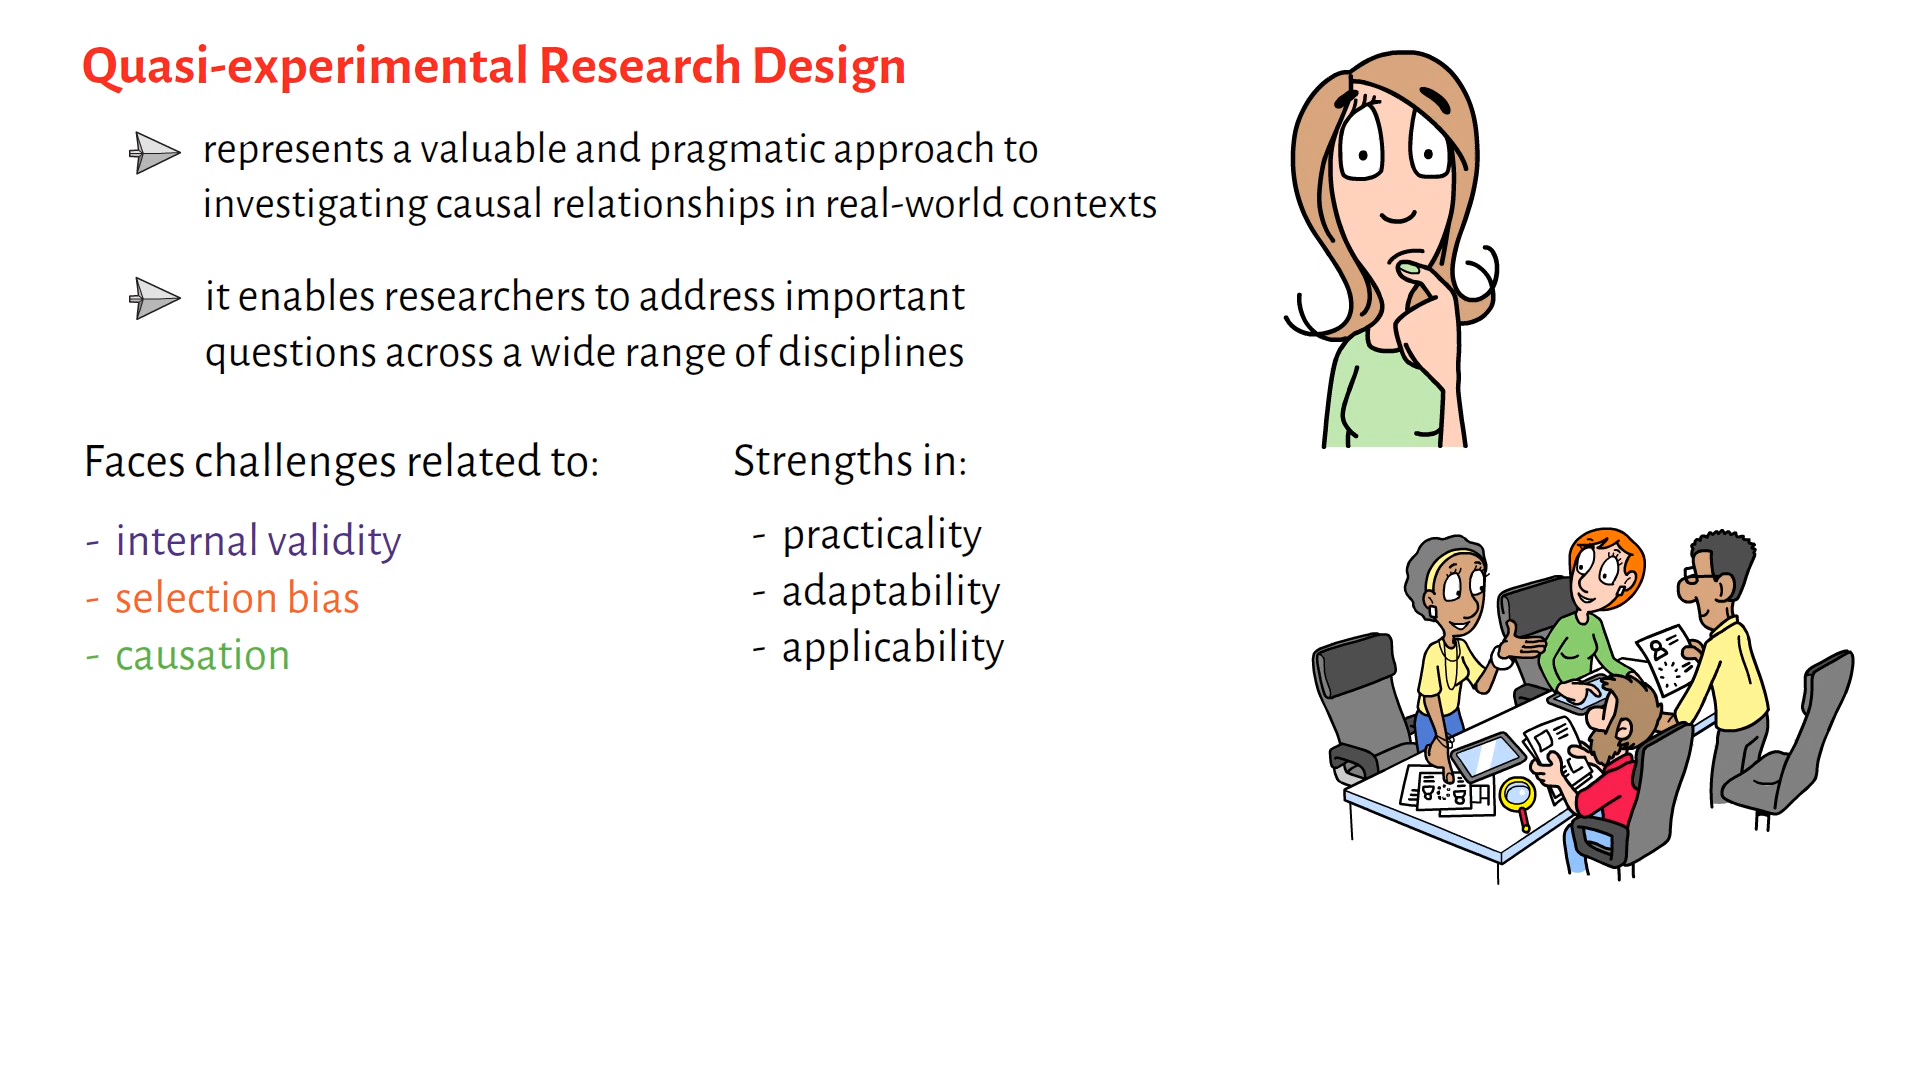 Quasi-experimental Research Design
represents a valuable and pragmatic approach to
investigating causal relationships in real-world contexts
it enables researchers to address important
questions across a wide range of disciplines
Faces challenges related to:
- internal validity
- selection bias
- causation
Strengths in:
- practicality
- adaptability
- applicability